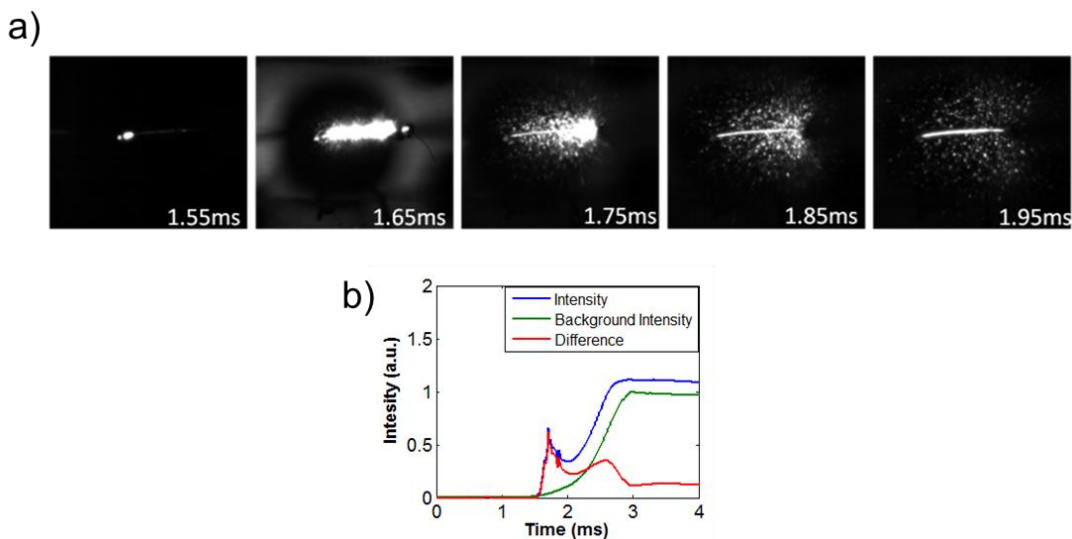 a)
1.55ms
1.65ms
1.75ms
1.85ms
1.95ms
b)
2
1.5
1
0.5
0
Intesity (a.u.)
Intensity
Background Intensity
Difference
0
1
2
3
4
Time (ms)